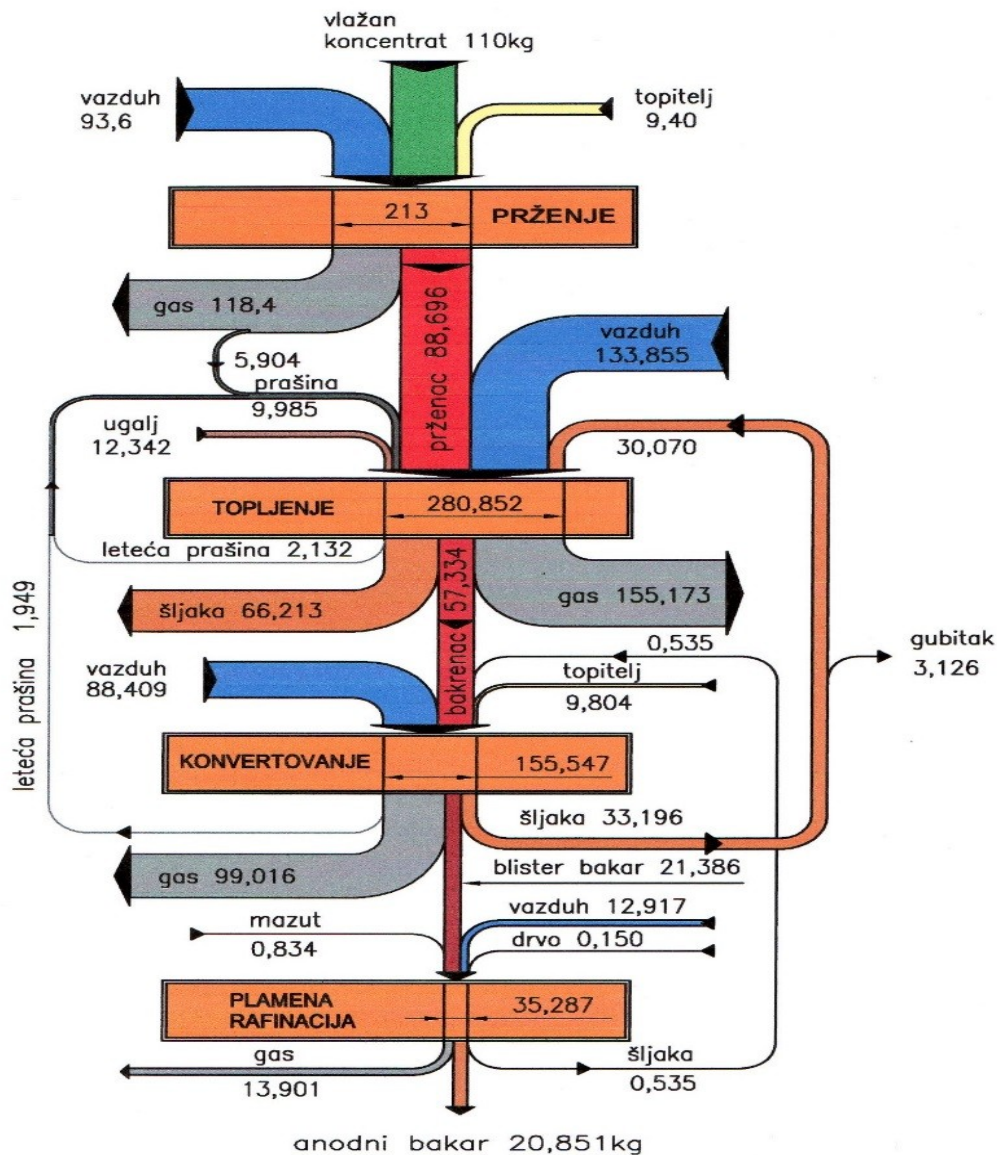 vlažan
koncentrat 110kg
vazduh
93,6
topitelj
9,40
213
PRŽENJE
gas 118,4
prženac 88,696
vazduh
133,855
5,904
prašina
9,985
ugalj
12,342
30,070
TOPLJENJE
280,852
leteća prašina 2,132
šljaka 66,213
bakrenac 57,334
gas 155,173
leteća prašina 1,949
0,535
gubitak
3,126
vazduh
88,409
topitelj
9,804
KONVERTOVANJE
155,547
šljaka 33,196
gas 99,016
blister bakar 21,386
mazut
0,834
vazduh 12,917
drvo 0,150
PLAMENA
RAFINACIJA
35,287
gas
13,901
šljaka
0,535
anodni bakar 20,851kg